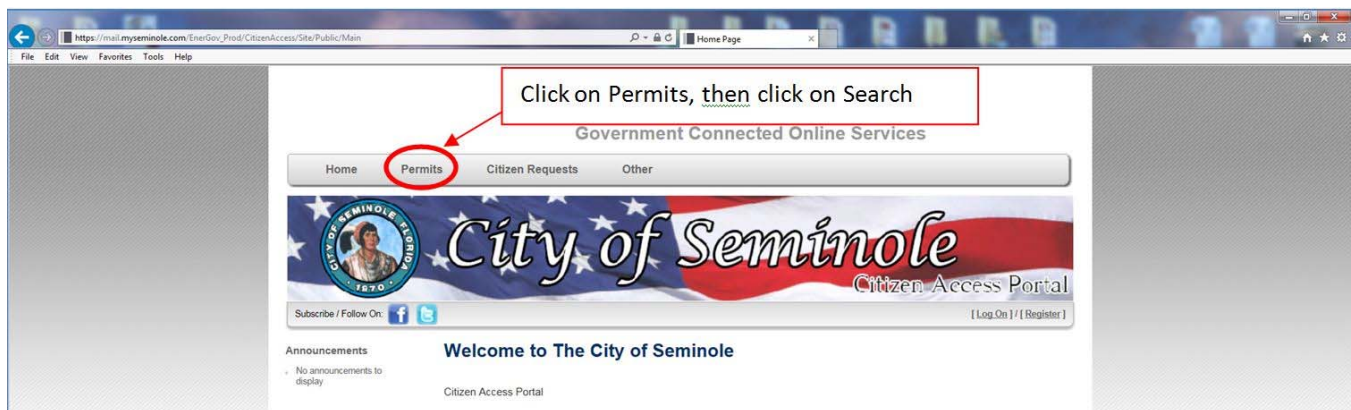 https://mail.myseminole.com/EnerGov_Prod/CitizenAccess/Site/Public/Main
Home Page
File Edit View Favorites Tools Help
Click on Permits, then click on Search
Government Connected Online Services
Home Permits Citizen Requests Other
CITY OF SEMINOLE, FLORIDA
1970
City of Seminole
Citizen Access Portal
Subscribe / Follow On:
[ Log On ] / [ Register ]
Announcements
No announcements to
display
Welcome to The City of Seminole
Citizen Access Portal